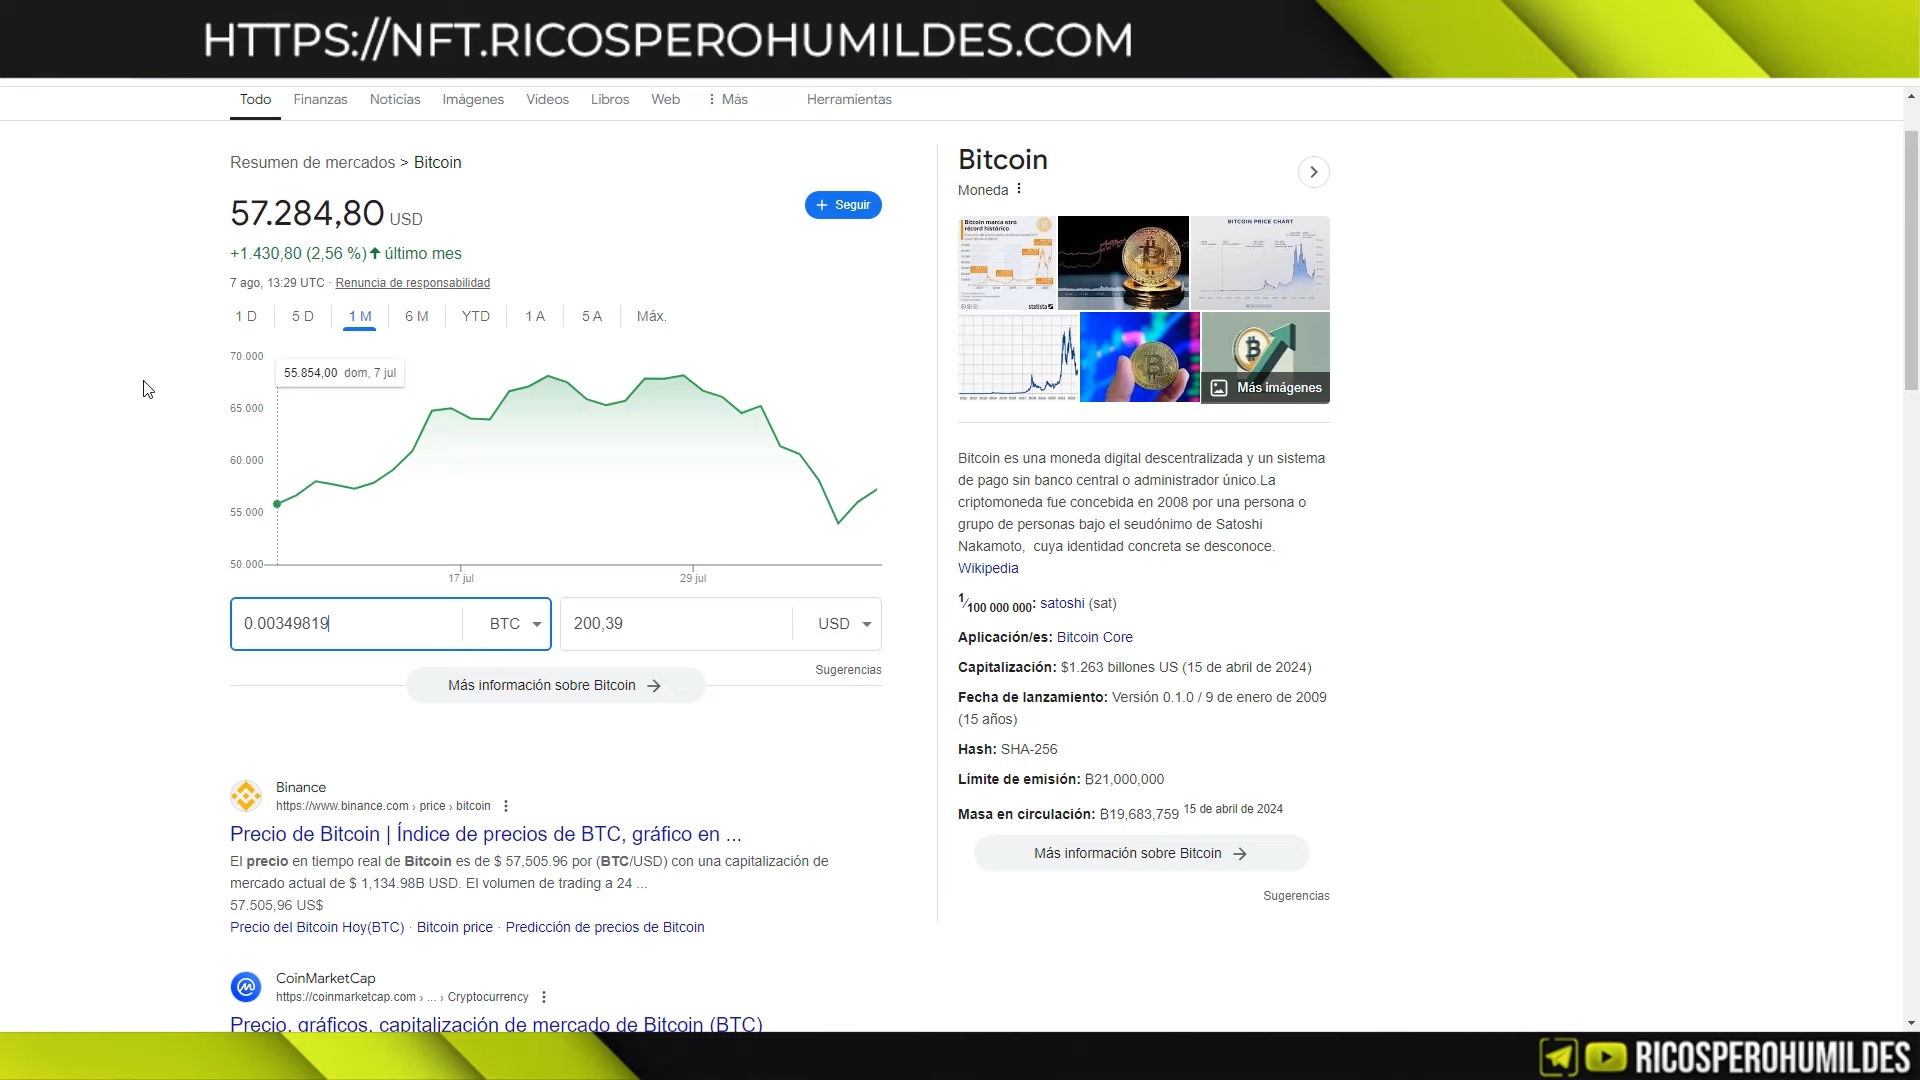 HTTPS://NFT.RICOSPEROHUMILDES.COM
Todo Finanzas Noticias Imágenes Vídeos Libros Web Más Herramientas
Resumen de mercados > Bitcoin
57.284,80 USD
+ Seguir
+1.430,80 (2,56 %) último mes
7 ago, 13:29 UTC · Renuncia de responsabilidad
1 D 5 D 1 M 6 M YTD 1 A 5 A Máx.
70.000
55.854,00 dom, 7 jul
65.000
60.000
55.000
50.000
17 jul 29 jul
0.00349819 BTC 200,39 USD
Sugerencias
Más información sobre Bitcoin
Binance
https://www.binance.com › price › bitcoin
Precio de Bitcoin | Índice de precios de BTC, gráfico en ...
El precio en tiempo real de Bitcoin es de $ 57,505.96 por (BTC/USD) con una capitalización de
mercado actual de $ 1,134.98B USD. El volumen de trading a 24 ...
57.505,96 US$
Precio del Bitcoin Hoy(BTC) · Bitcoin price · Predicción de precios de Bitcoin
CoinMarketCap
https://coinmarketcap.com › ... › Cryptocurrency
Precio, gráficos, capitalización de mercado de Bitcoin (BTC)
Bitcoin
Moneda
Bitcoin marca otro
récord histórico
statista
BITCOIN PRICE CHART
Más imágenes
Bitcoin es una moneda digital descentralizada y un sistema
de pago sin banco central o administrador único.La
criptomoneda fue concebida en 2008 por una persona o
grupo de personas bajo el seudónimo de Satoshi
Nakamoto, cuya identidad concreta se desconoce.
Wikipedia
1⁄100 000 000: satoshi (sat)
Aplicación/es: Bitcoin Core
Capitalización: $1.263 billones US (15 de abril de 2024)
Fecha de lanzamiento: Versión 0.1.0 / 9 de enero de 2009
(15 años)
Hash: SHA-256
Límite de emisión: ₿21,000,000
Masa en circulación: ₿19,683,759 15 de abril de 2024
Más información sobre Bitcoin
Sugerencias
RICOSPEROHUMILDES